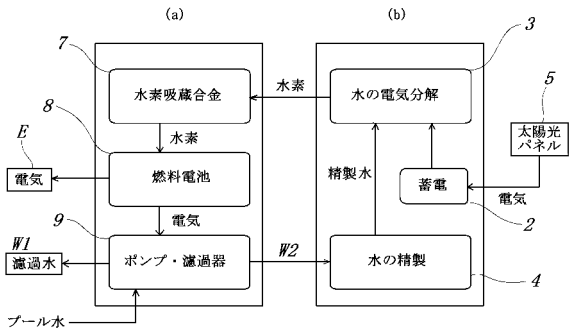 (a)
(b)
7
3
水素吸蔵合金
水素
水の電気分解
5
太陽光
パネル
8
水素
E
電気
燃料電池
精製水
蓄電
電気
2
9
電気
W1
濾過水
ポンプ・濾過器
W2
水の精製
4
プール水